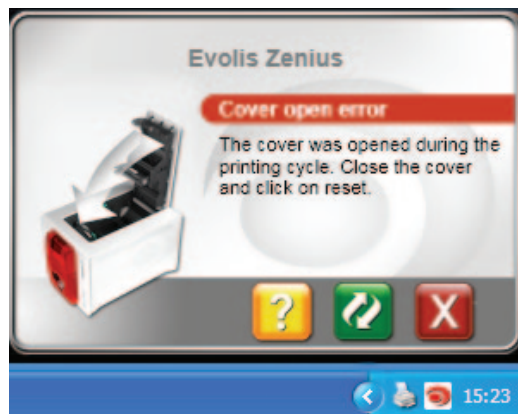 Evolis Zenius
Cover open error
The cover was opened during the
printing cycle. Close the cover
and click on reset.
? X
15:23